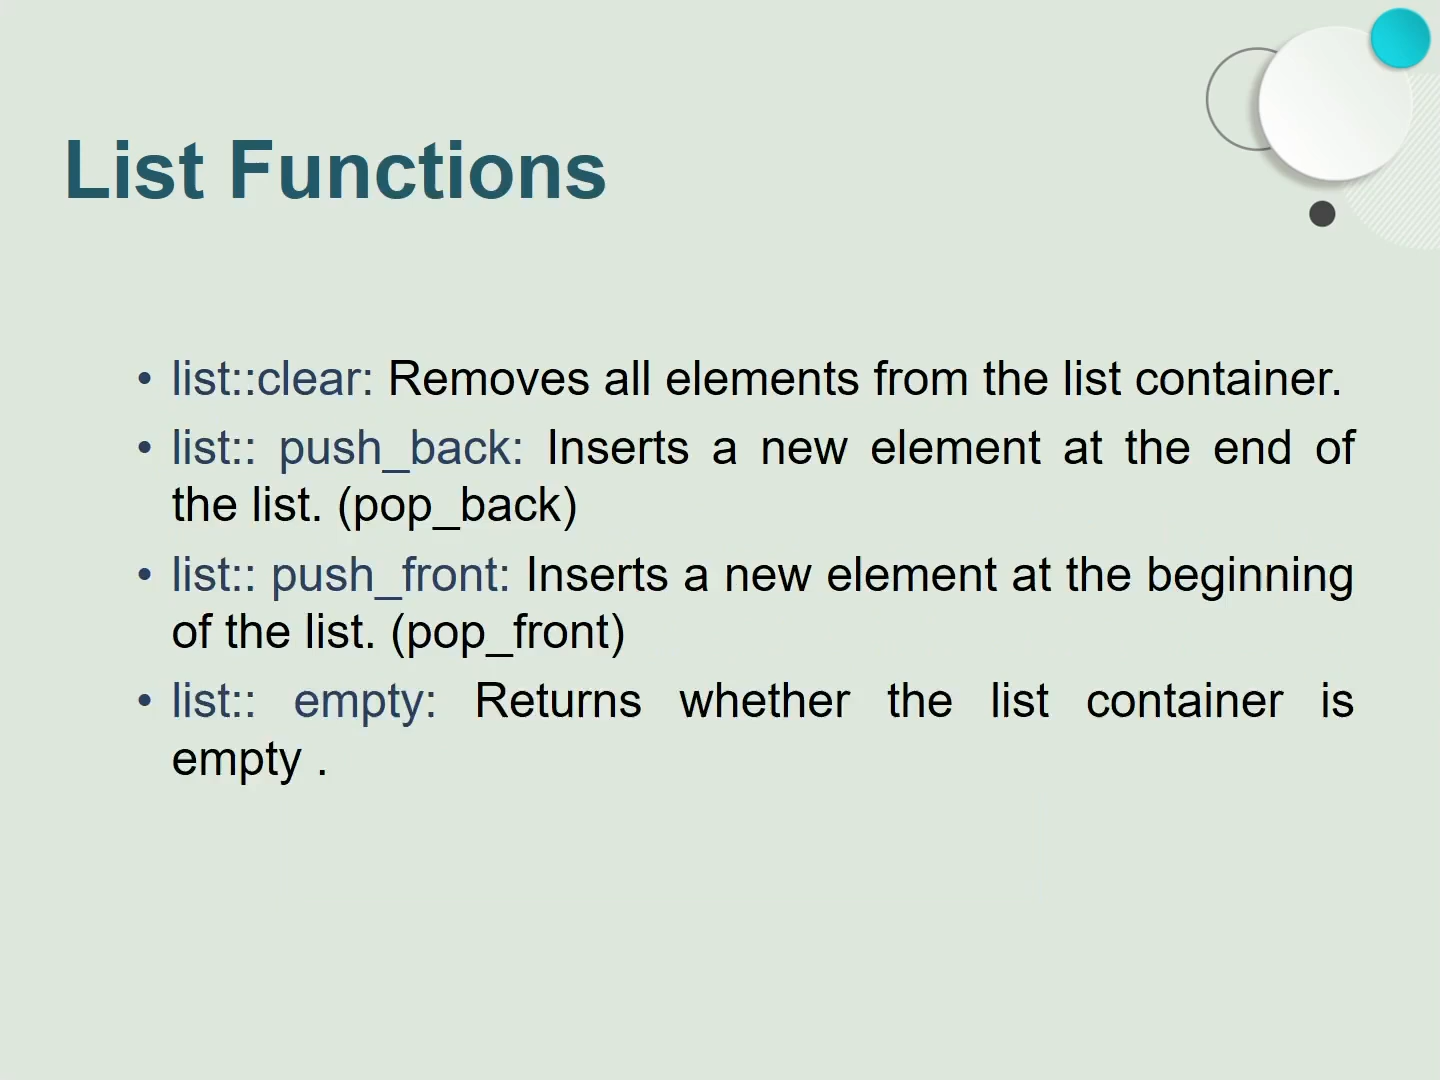 List Functions
• list::clear: Removes all elements from the list container.
• list:: push_back: Inserts a new element at the end of
the list. (pop_back)
• list:: push_front: Inserts a new element at the beginning
of the list. (pop_front)
• list:: empty: Returns whether the list container is
empty .